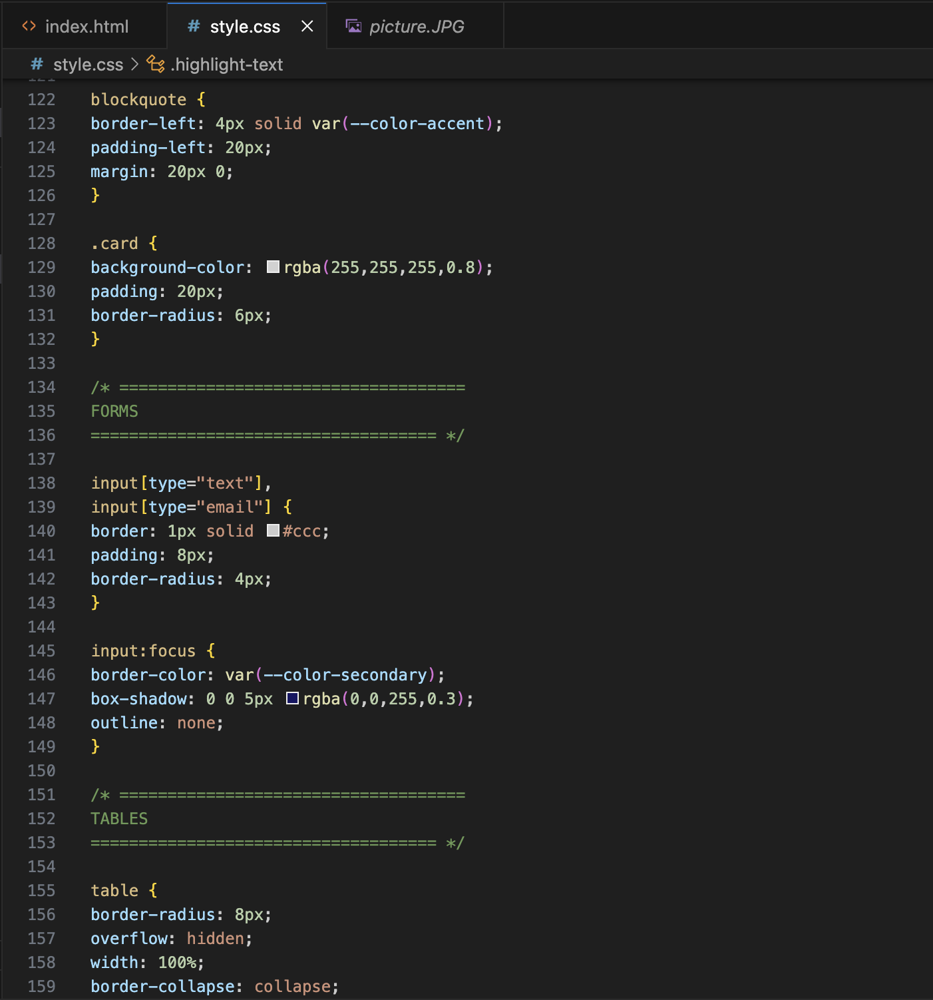 index.html
style.css
picture.JPG
style.css > .highlight-text
121
122 blockquote {
123 border-left: 4px solid var(--color-accent);
124 padding-left: 20px;
125 margin: 20px 0;
126 }
127
128 .card {
129 background-color: rgba(255,255,255,0.8);
130 padding: 20px;
131 border-radius: 6px;
132 }
133
134 /* ====================================
135 FORMS
136 ==================================== */
137
138 input[type="text"],
139 input[type="email"] {
140 border: 1px solid #ccc;
141 padding: 8px;
142 border-radius: 4px;
143 }
144
145 input:focus {
146 border-color: var(--color-secondary);
147 box-shadow: 0 0 5px rgba(0,0,255,0.3);
148 outline: none;
149 }
150
151 /* ====================================
152 TABLES
153 ==================================== */
154
155 table {
156 border-radius: 8px;
157 overflow: hidden;
158 width: 100%;
159 border-collapse: collapse;